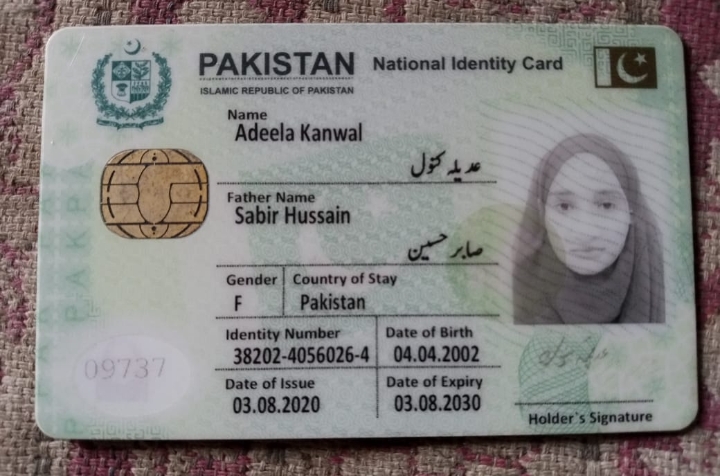 PAKISTAN National Identity Card
ISLAMIC REPUBLIC OF PAKISTAN
Name
Adeela Kanwal
عدیلہ کنول
Father Name
Sabir Hussain
صابر حسین
Gender Country of Stay
F Pakistan
Identity Number Date of Birth
38202-4056026-4 04.04.2002
Date of Issue Date of Expiry
03.08.2020 03.08.2030
09737
Holder`s Signature